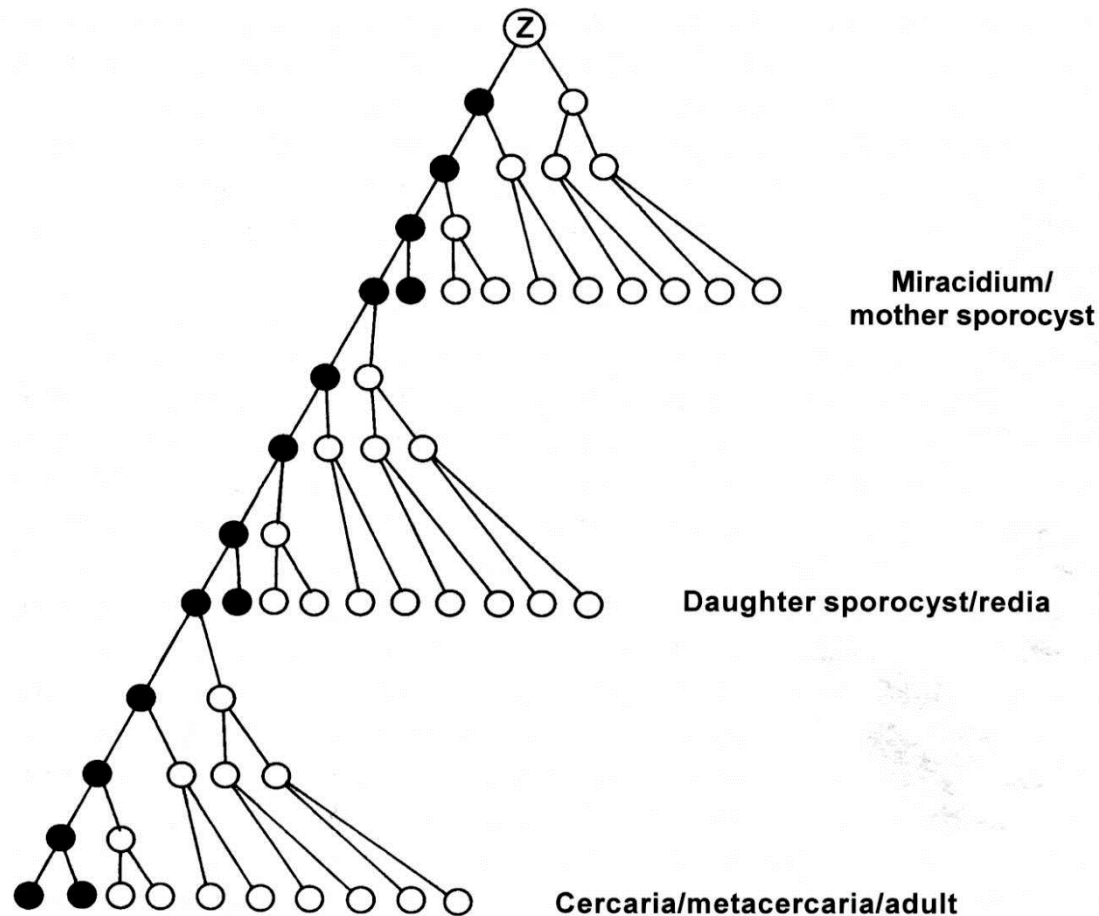 Z
Miracidium/
mother sporocyst
Daughter sporocyst/redia
Cercaria/metacercaria/adult